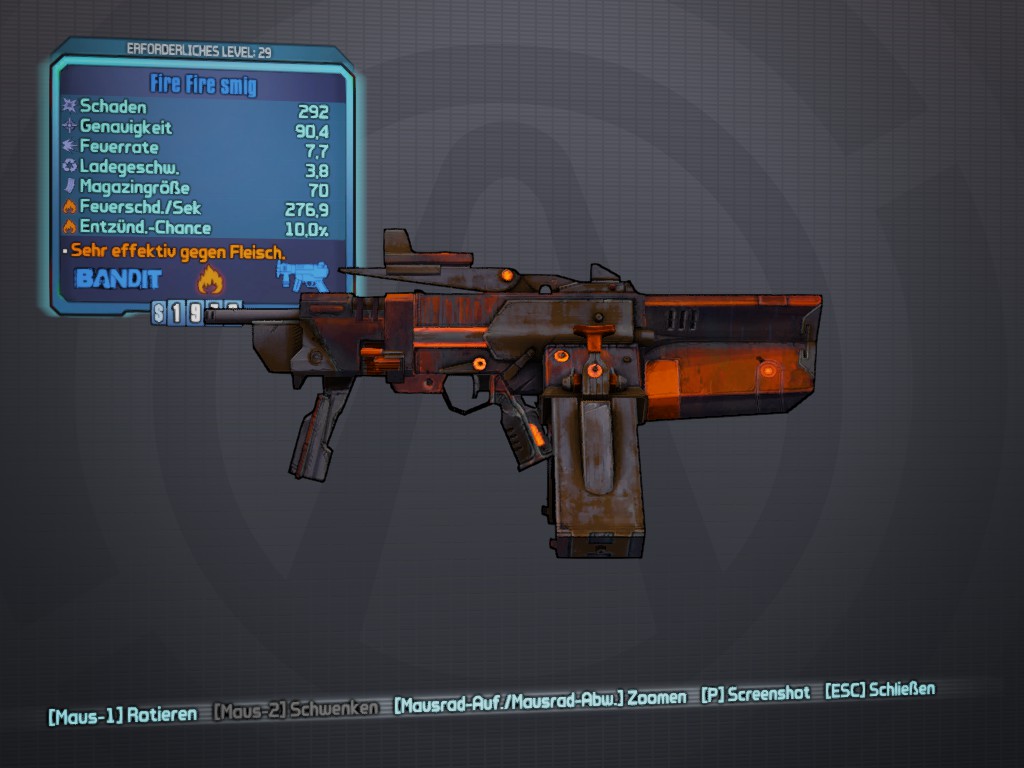 ERFORDERLICHES LEVEL: 29
Fire Fire smig
Schaden 292
Genauigkeit 90,4
Feuerrate 7,7
Ladegeschw. 3,8
Magazingröße 70
Feuerschd./Sek 276,9
Entzünd.-Chance 10,0%
▪ Sehr effektiv gegen Fleisch.
BANDIT
[Maus-1] Rotieren [Maus-2] Schwenken [Mausrad-Auf./Mausrad-Abw.] Zoomen [P] Screenshot [ESC] Schließen